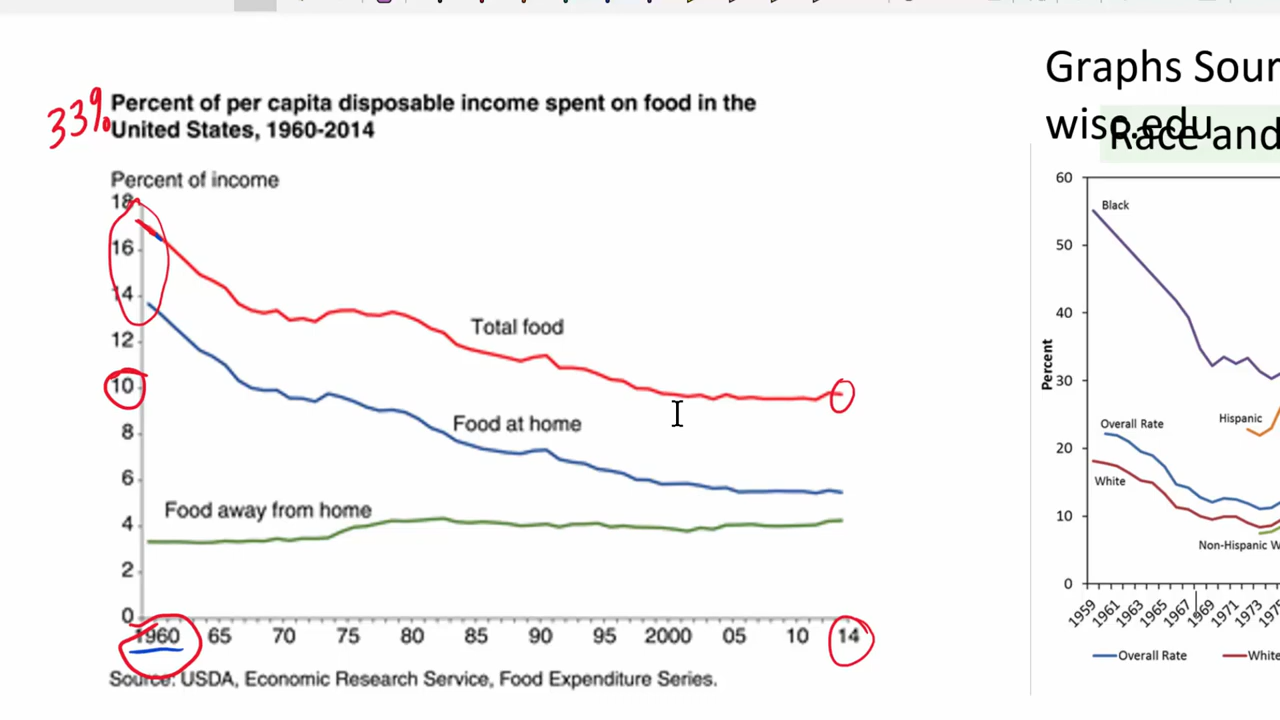 Graphs Sour
wisc.edu
Race and
33%
Percent of per capita disposable income spent on food in the
United States, 1960-2014
Percent of income
18
16
14
12
10
8
6
4
2
0
Total food
Food at home
Food away from home
1960 65 70 75 80 85 90 95 2000 05 10 14
Source: USDA, Economic Research Service, Food Expenditure Series.
60
50
40
30
20
10
0
Percent
Black
Hispanic
Overall Rate
White
Non-Hispanic W
1959 1961 1963 1965 1967 1969 1971 1973 1975
Overall Rate White